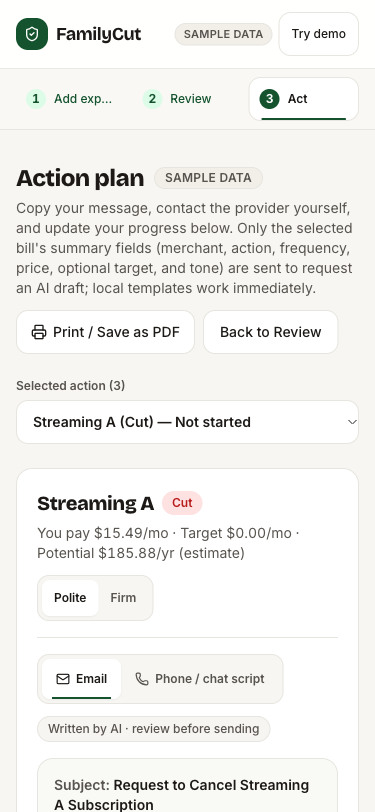 FamilyCut
SAMPLE DATA
Try demo
1 Add exp...
2 Review
3 Act
Action plan
SAMPLE DATA
Copy your message, contact the provider yourself,
and update your progress below. Only the selected
bill's summary fields (merchant, action, frequency,
price, optional target, and tone) are sent to request
an AI draft; local templates work immediately.
Print / Save as PDF
Back to Review
Selected action (3)
Streaming A (Cut) — Not started
Streaming A
Cut
You pay $15.49/mo · Target $0.00/mo ·
Potential $185.88/yr (estimate)
Polite
Firm
Email
Phone / chat script
Written by AI · review before sending
Subject: Request to Cancel Streaming
A Subscription